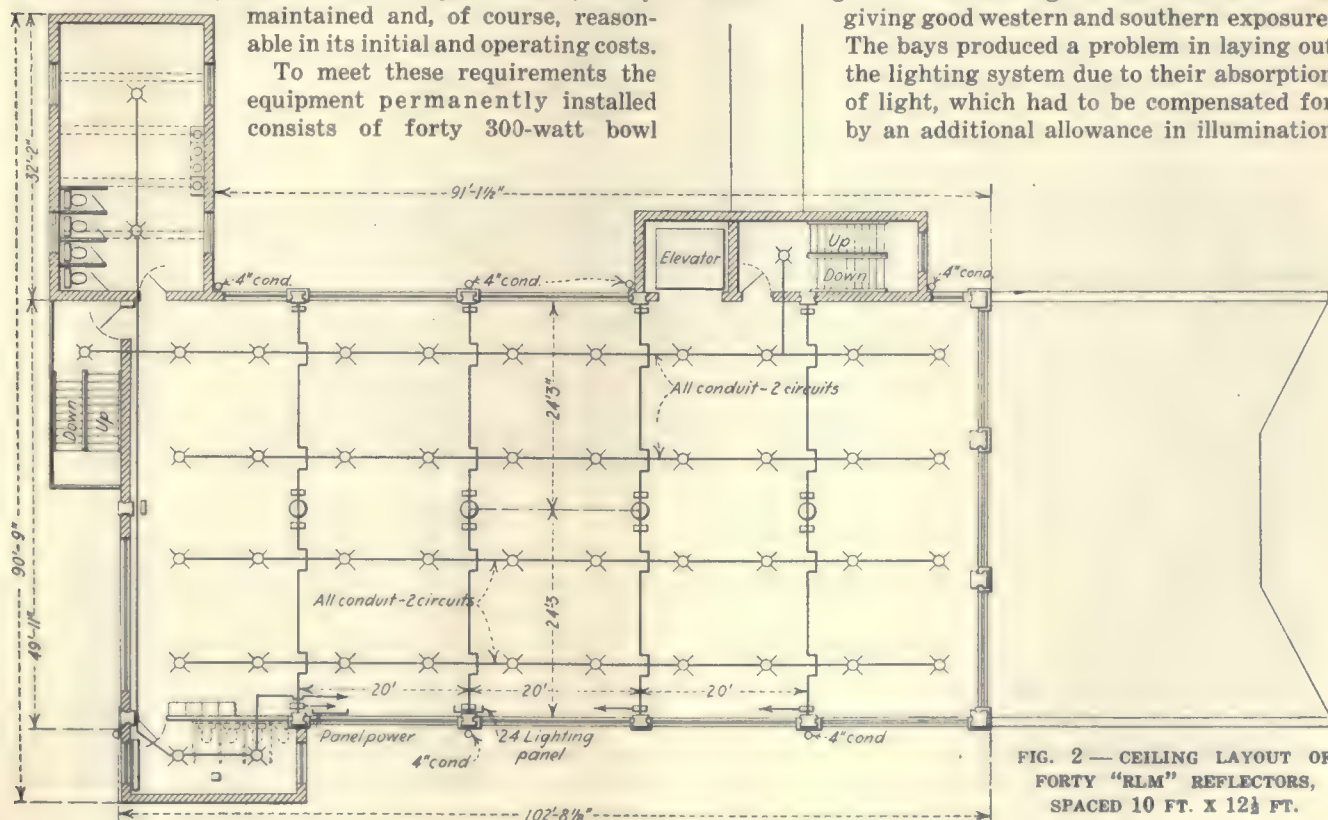 maintained and, of course, reason-
able in its initial and operating costs.
To meet these requirements the
equipment permanently installed
consists of forty 300-watt bowl
giving good western and southern exposure
The bays produced a problem in laying out
the lighting system due to their absorption
of light, which had to be compensated for
by an additional allowance in illumination
32'-2"
91'-1½"
Elevator
Up
Down
4" cond.
4" cond.
4" cond.
24'3"
All conduit-2 circuits
Down
Up
90'-9"
49'-11"
All conduit-2 circuits
24'3
20'
20'
20'
Panel power
4" cond
24 Lighting
panel
4" cond
102'-8⅛"
FIG. 2 — CEILING LAYOUT OF
FORTY "RLM" REFLECTORS,
SPACED 10 FT. X 12½ FT.